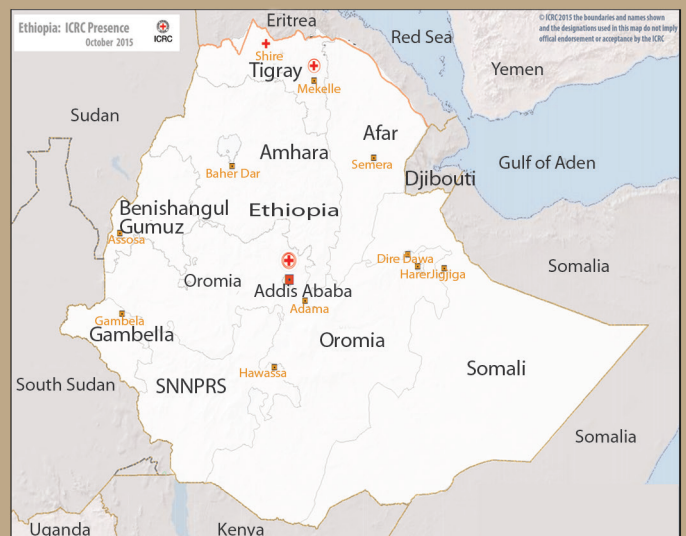 Ethiopia: ICRC Presence
October 2015
ICRC
© ICRC 2015 the boundaries and names shown
and the designations used in this map do not imply
offical endorsement or acceptance by the ICRC
Eritrea
Red Sea
Yemen
Shire
Tigray
Mekelle
Sudan
Afar
Amhara
Semera
Baher Dar
Gulf of Aden
Djibouti
Benishangul
Gumuz
Ethiopia
Assosa
Dire Dawa
Harer
Jigjiga
Somalia
Oromia
Addis Ababa
Adama
Gambela
Gambella
Oromia
Hawassa
Somali
South Sudan
SNNPRS
Somalia
Uganda
Kenya